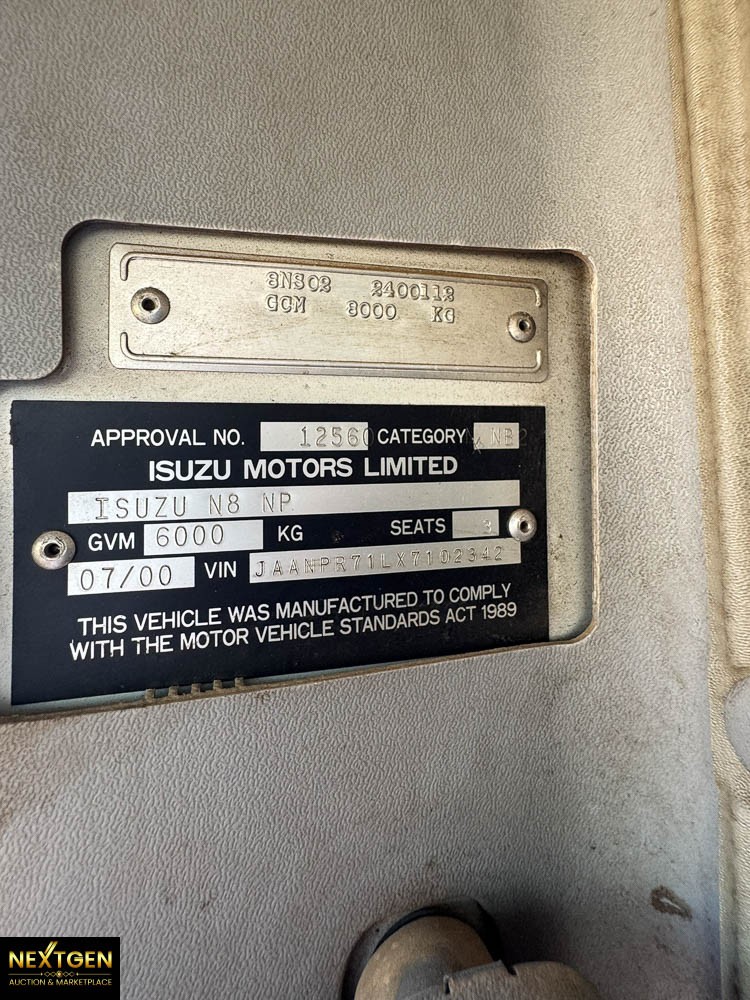 8NS02 2400112
GCM 8000 KG
APPROVAL NO. 12560 CATEGORY NB2
ISUZU MOTORS LIMITED
ISUZU N8 NP
GVM 6000 KG SEATS 3
07/00 VIN JAANPR71LX7102342
THIS VEHICLE WAS MANUFACTURED TO COMPLY
WITH THE MOTOR VEHICLE STANDARDS ACT 1989
NEXTGEN
AUCTION & MARKETPLACE